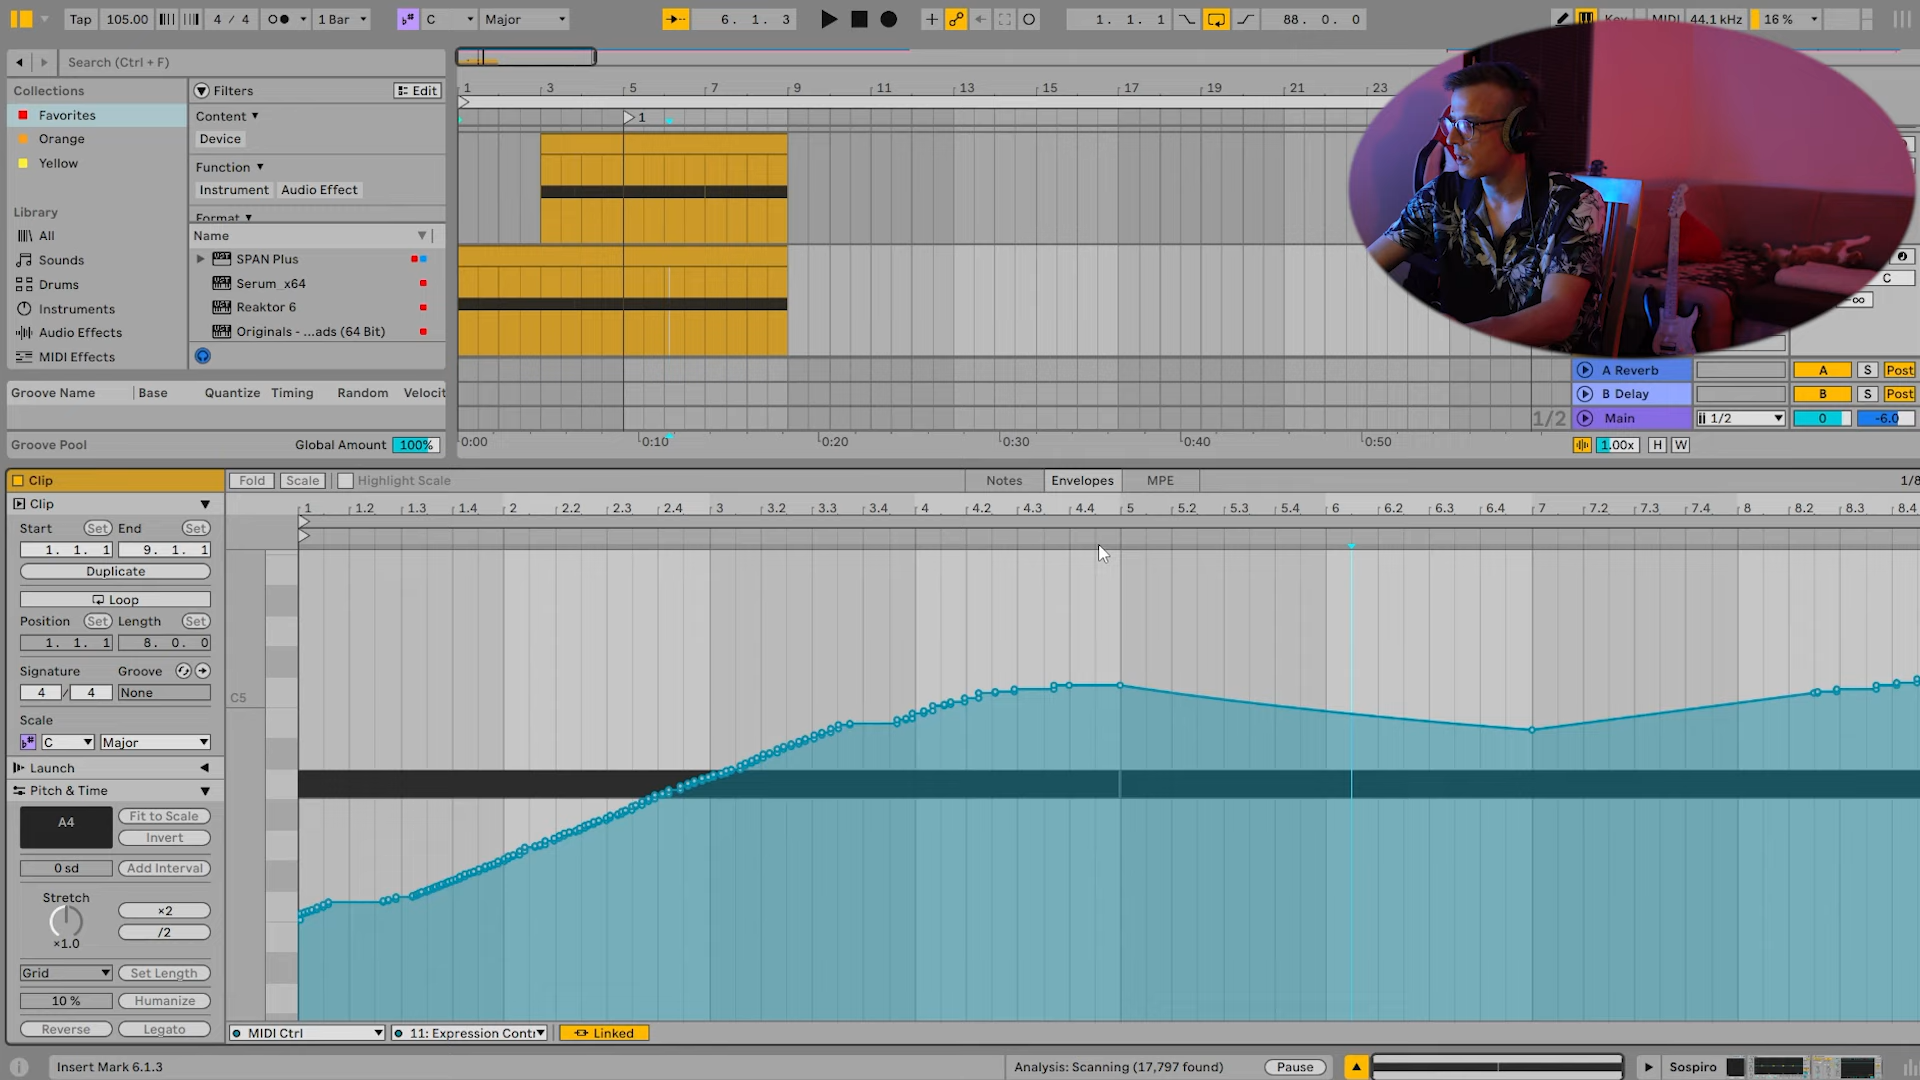 Tap 105.00 4 / 4 1 Bar C Major 6. 1. 3 1. 1. 1 88. 0. 0 MIDI 44.1 kHz 16 %
Search (Ctrl + F)
Collections
Favorites
Orange
Yellow
Library
All
Sounds
Drums
Instruments
Audio Effects
MIDI Effects
Filters Edit
Content
Device
Function
Instrument Audio Effect
Format
Name
SPAN Plus
Serum_x64
Reaktor 6
Originals - ...ads (64 Bit)
Groove Name Base Quantize Timing Random Velocit
Groove Pool Global Amount 100%
1 3 5 7 9 11 13 15 17 19 21 23
1
C
A Reverb A S Post
B Delay B S Post
1/2 Main 1/2 0 -6.0
0:00 0:10 0:20 0:30 0:40 0:50 1.00x H W
Clip
Clip
Start Set End Set
1. 1. 1 9. 1. 1
Duplicate
Loop
Position Set Length Set
1. 1. 1 8. 0. 0
Signature Groove
4 / 4 None
Scale
C Major
Launch
Pitch & Time
A4 Fit to Scale
Invert
0 sd Add Interval
Stretch
×2
×1.0 /2
Grid Set Length
10 % Humanize
Reverse Legato
Fold Scale Highlight Scale Notes Envelopes MPE 1/8
1 1.2 1.3 1.4 2 2.2 2.3 2.4 3 3.2 3.3 3.4 4 4.2 4.3 4.4 5 5.2 5.3 5.4 6 6.2 6.3 6.4 7 7.2 7.3 7.4 8 8.2 8.3 8.4
C5
MIDI Ctrl 11: Expression Contr Linked
Insert Mark 6.1.3 Analysis: Scanning (17,797 found) Pause Sospiro